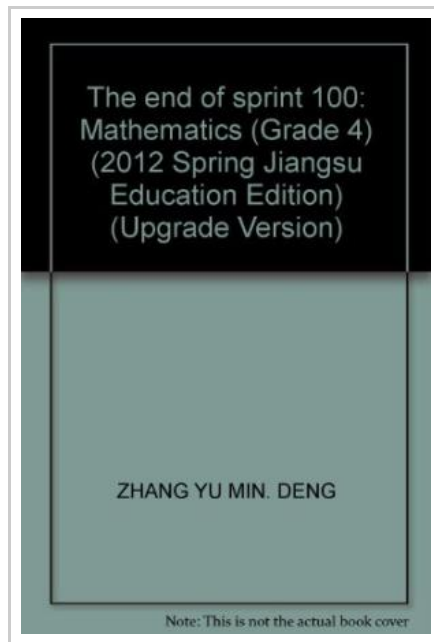 The end of sprint 100:
Mathematics (Grade 4)
(2012 Spring Jiangsu
Education Edition)
(Upgrade Version)
ZHANG YU MIN. DENG
Note: This is not the actual book cover